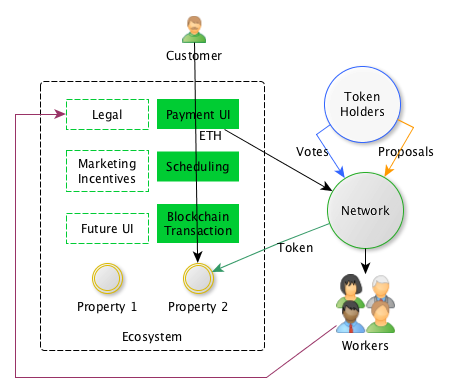 Customer
Legal
Payment UI
ETH
Token
Holders
Votes
Proposals
Marketing
Incentives
Scheduling
Future UI
Blockchain
Transaction
Network
Token
Property 1
Property 2
Ecosystem
Workers